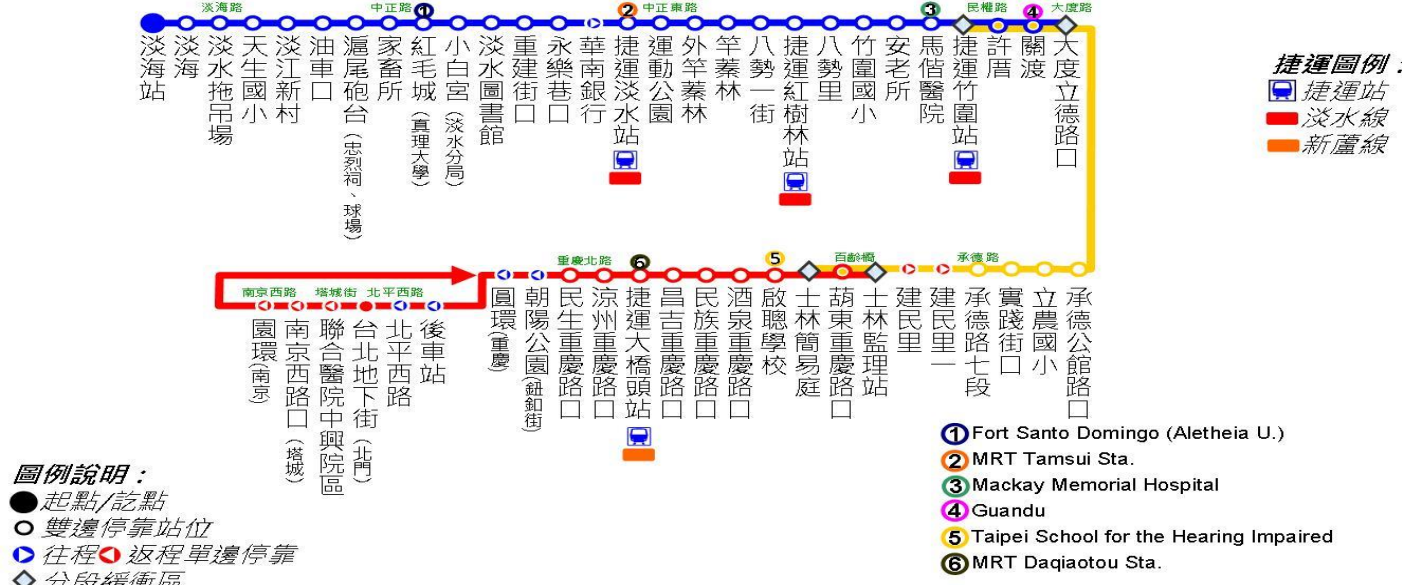 淡海路
中正路
1
2
中正東路
3
民權路
4
大度路
淡海站
淡海
淡水拖吊場
天生國小
淡江新村
油車口
滬尾砲台(忠烈祠、球場)
家畜所
紅毛城(真理大學)
小白宮(淡水分局)
淡水圖書館
重建街口
永樂巷口
華南銀行
捷運淡水站
運動公園
外竿蓁林
竿蓁林
八勢一街
捷運紅樹林站
八勢里
竹圍國小
安老所
馬偕醫院
捷運竹圍站
許厝
關渡
大度立德路口
捷運圖例：
捷運站
淡水線
新蘆線
南京西路
塔城街
北平西路
重慶北路
6
5
百齡橋
承德路
圓環(南京)
南京西路口(塔城)
聯合醫院中興院區
台北地下街(北門)
北平西路
後車站
圓環(重慶)
朝陽公園(鈕釦街)
民生重慶路口
涼州重慶路口
捷運大橋頭站
昌吉重慶路口
民族重慶路口
酒泉重慶路口
啟聰學校
士林簡易庭
葫東重慶路口
士林監理站
建民里
建民里一
承德路七段
實踐街口
立農國小
承德公館路口
1 Fort Santo Domingo (Aletheia U.)
2 MRT Tamsui Sta.
3 Mackay Memorial Hospital
4 Guandu
5 Taipei School for the Hearing Impaired
6 MRT Daqiaotou Sta.
圖例說明：
起點/訖點
雙邊停靠站位
往程 返程單邊停靠
分段緩衝區